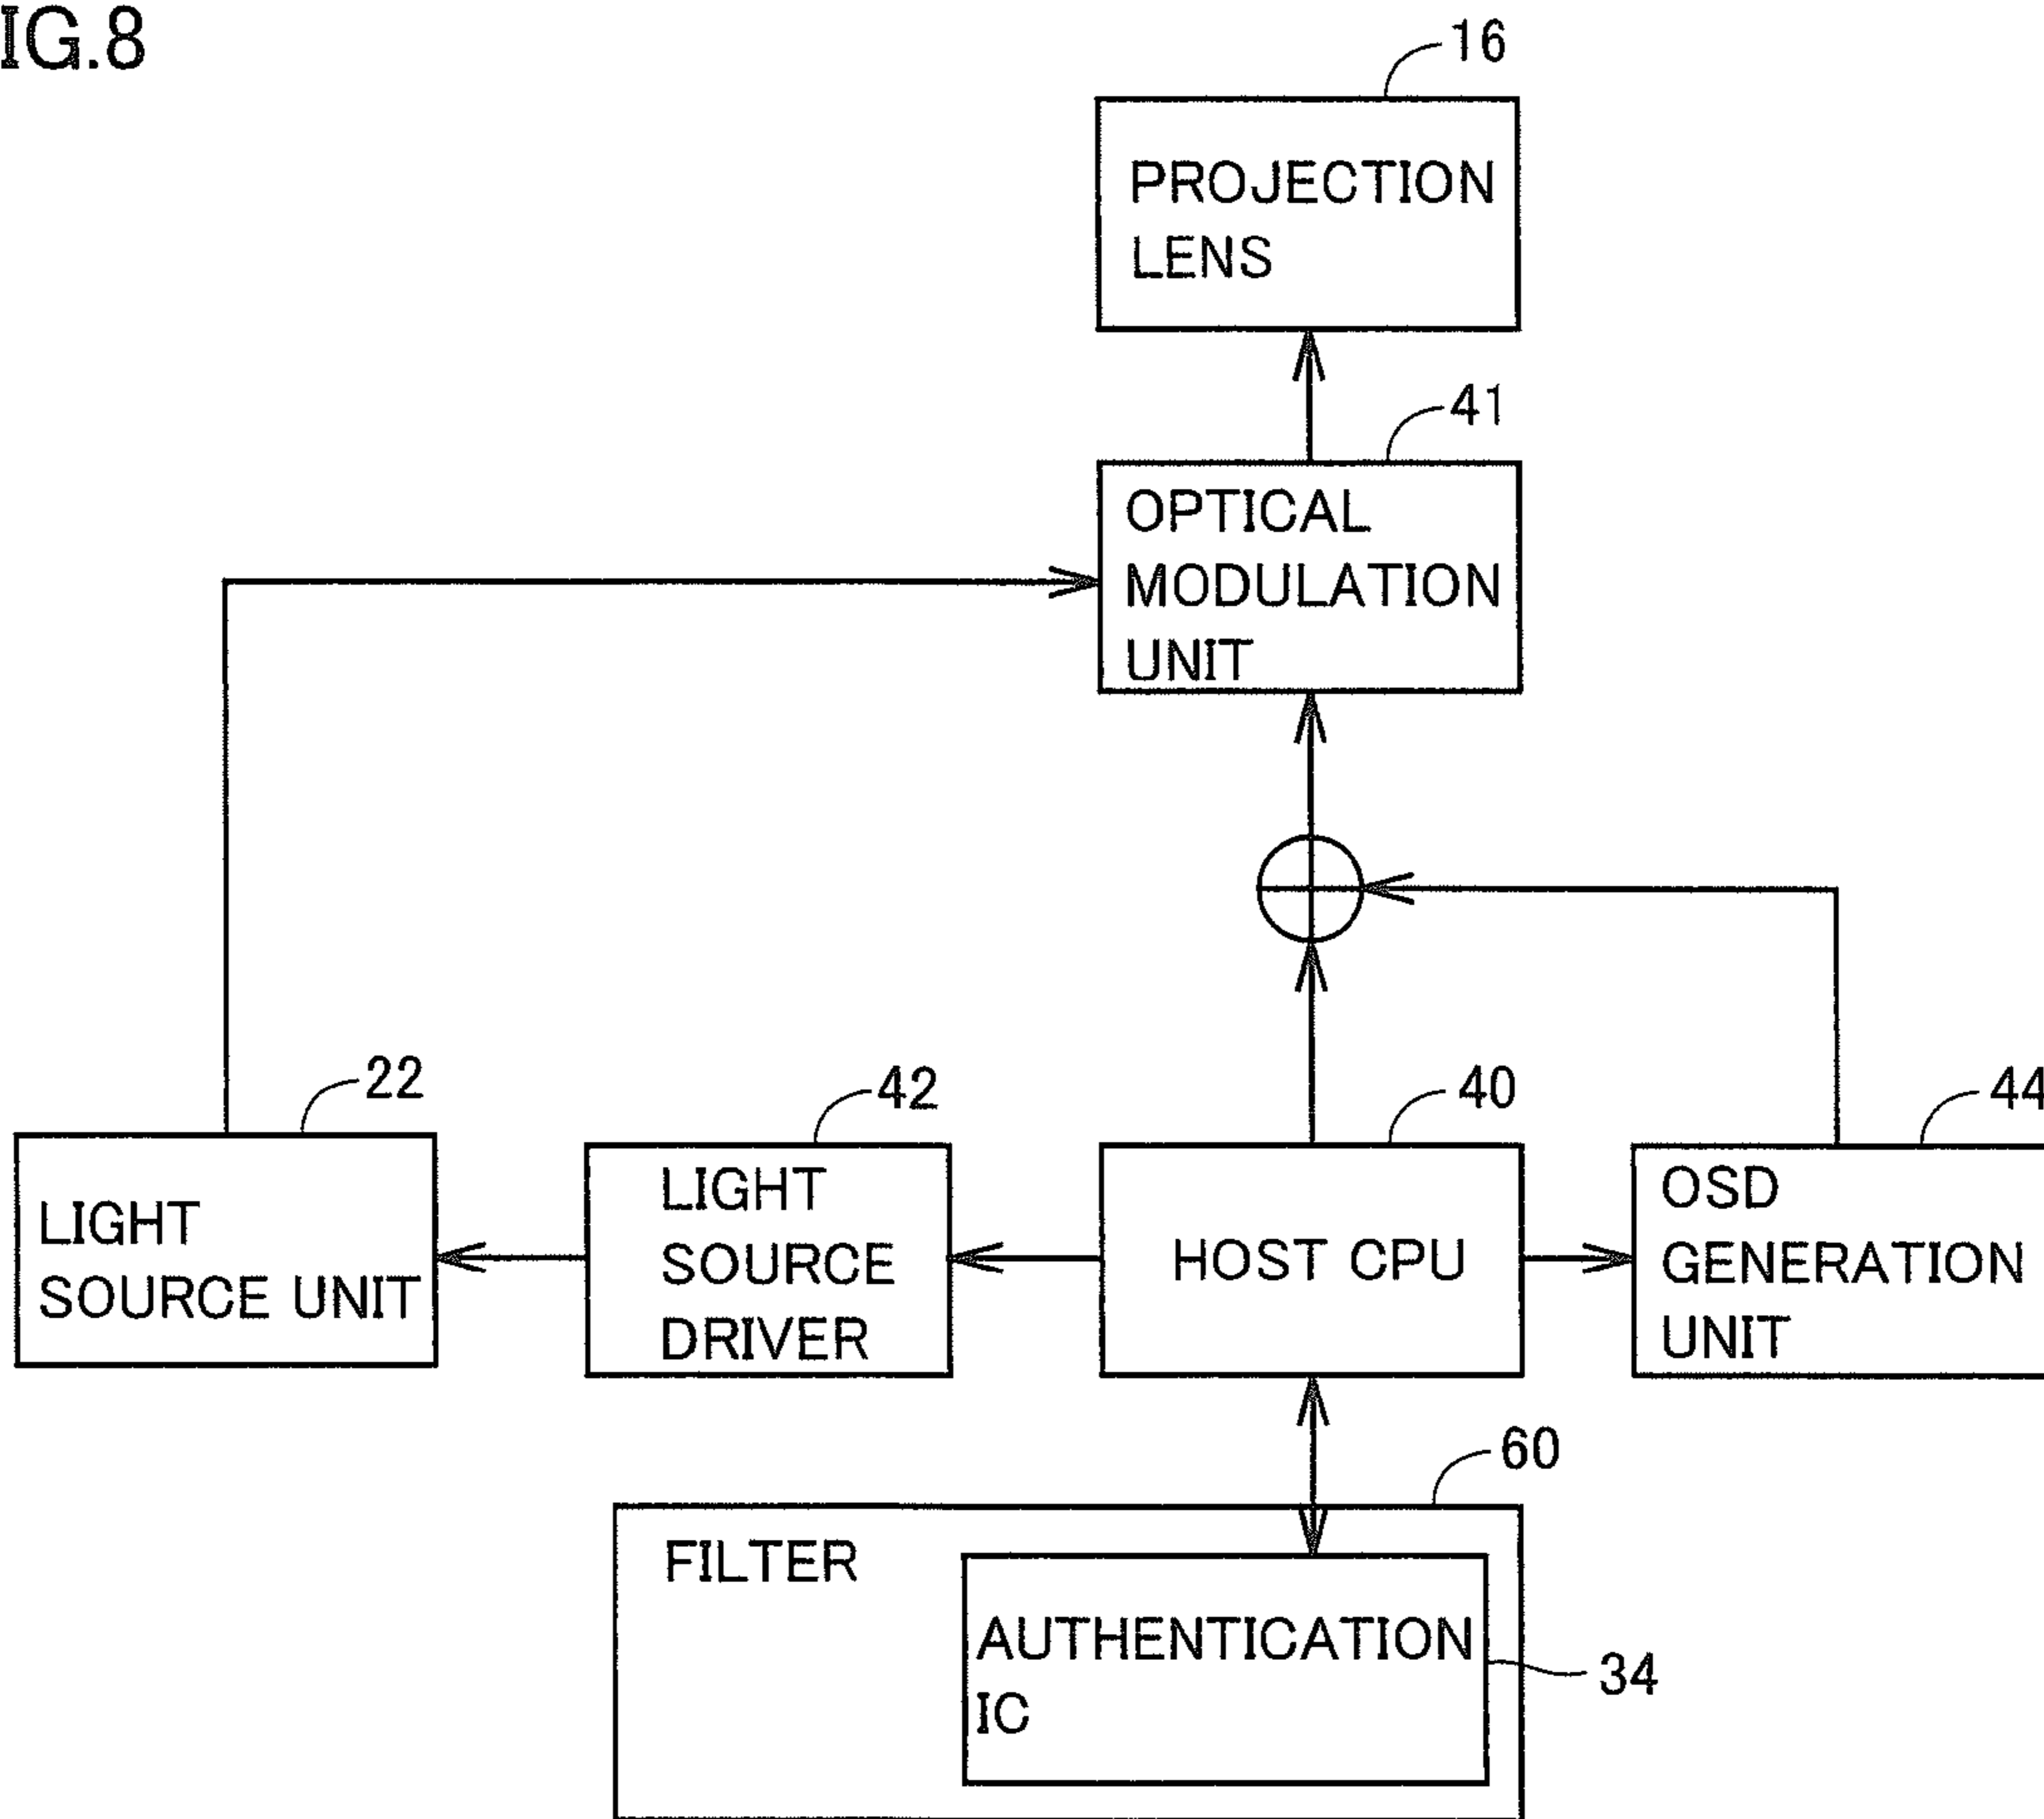 IG.8
16
PROJECTION
LENS
41
OPTICAL
MODULATION
UNIT
22
42
40
44
LIGHT
SOURCE UNIT
LIGHT
SOURCE
DRIVER
HOST CPU
OSD
GENERATION
UNIT
60
FILTER
AUTHENTICATION
IC
34